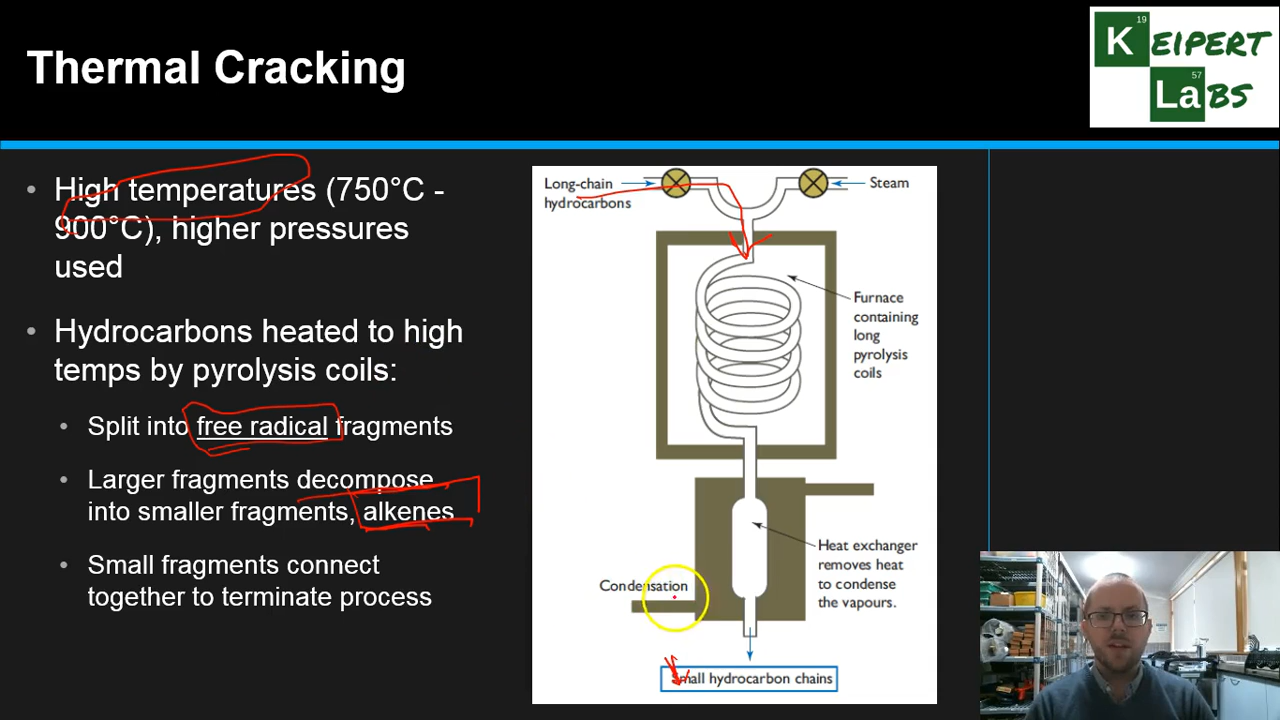 Thermal Cracking
19
K EIPERT
57
La BS
• High temperatures (750°C -
900°C), higher pressures
used
• Hydrocarbons heated to high
temps by pyrolysis coils:
• Split into free radical fragments
• Larger fragments decompose
into smaller fragments, alkenes
• Small fragments connect
together to terminate process
Long-chain
hydrocarbons
Steam
Furnace
containing
long
pyrolysis
coils
Heat exchanger
removes heat
to condense
the vapours.
Condensation
Small hydrocarbon chains